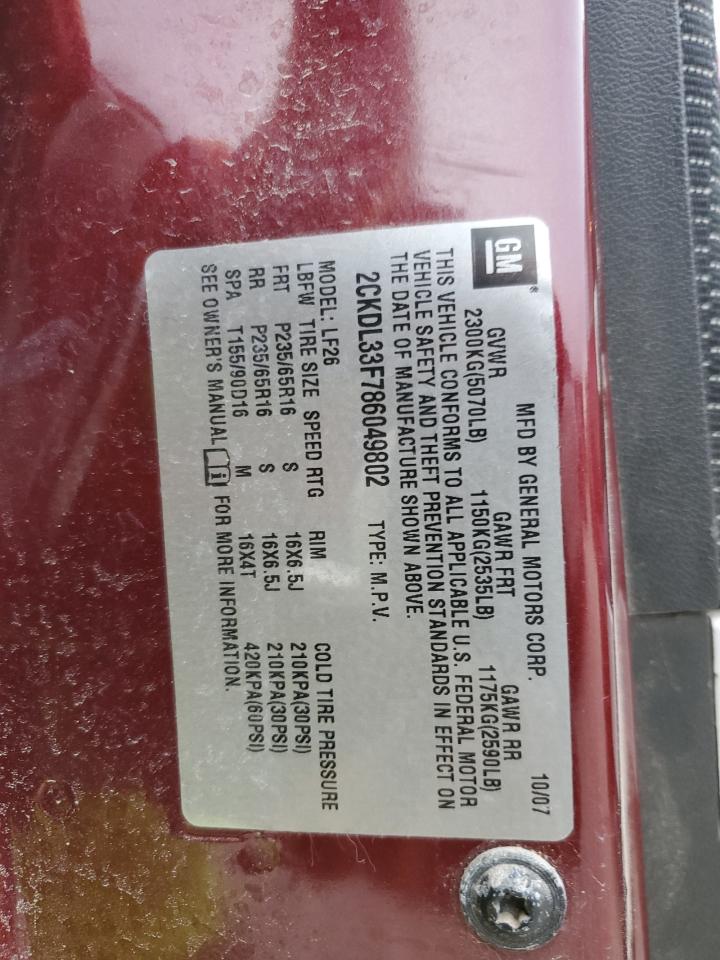 GM®
MFD BY GENERAL MOTORS CORP. 10/07
GVWR GAWR FRT GAWR RR
2300KG(5070LB) 1150KG(2535LB) 1175KG(2590LB)
THIS VEHICLE CONFORMS TO ALL APPLICABLE U.S. FEDERAL MOTOR
VEHICLE SAFETY AND THEFT PREVENTION STANDARDS IN EFFECT ON
THE DATE OF MANUFACTURE SHOWN ABOVE.
2CKDL33F786049802 TYPE: M.P.V.
MODEL: LF26
LBFW TIRE SIZE SPEED RTG RIM COLD TIRE PRESSURE
FRT P235/65R16 S 16X6.5J 210KPA(30PSI)
RR P235/65R16 S 16X6.5J 210KPA(30PSI)
SPA T155/90D16 M 16X4T 420KPA(60PSI)
SEE OWNER'S MANUAL i FOR MORE INFORMATION.